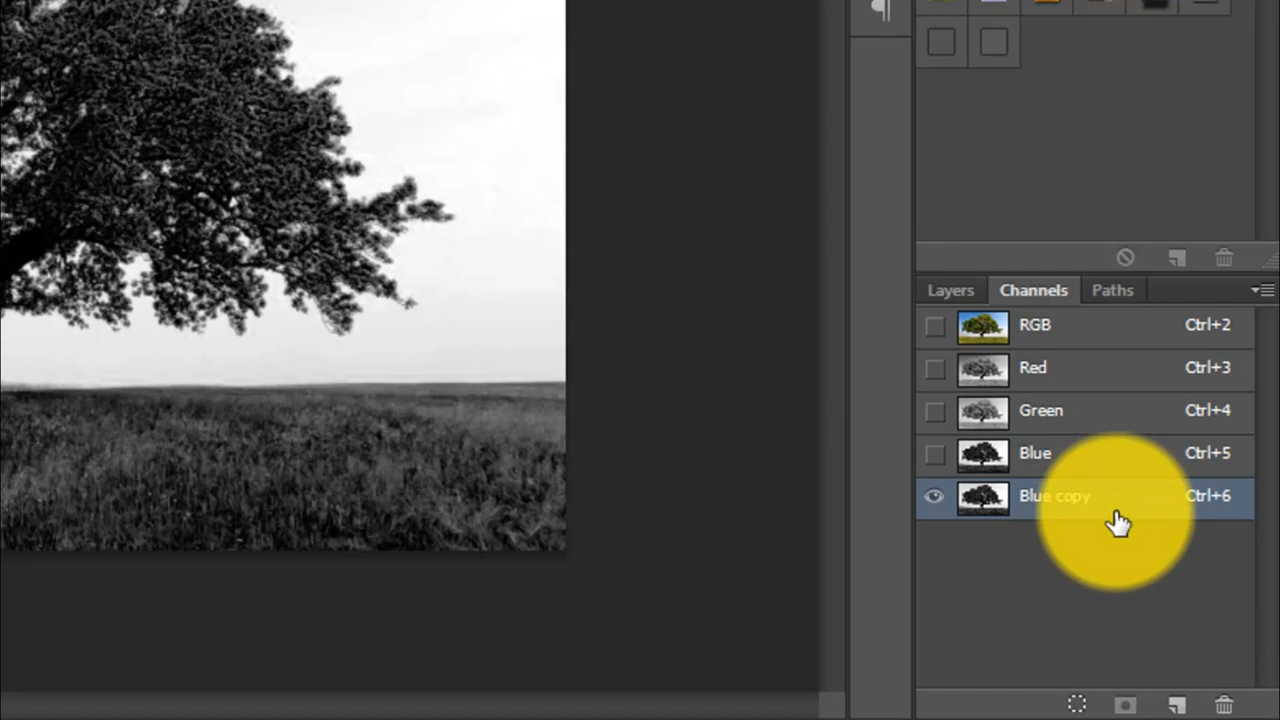 Layers Channels Paths
RGB Ctrl+2
Red Ctrl+3
Green Ctrl+4
Blue Ctrl+5
Blue copy Ctrl+6